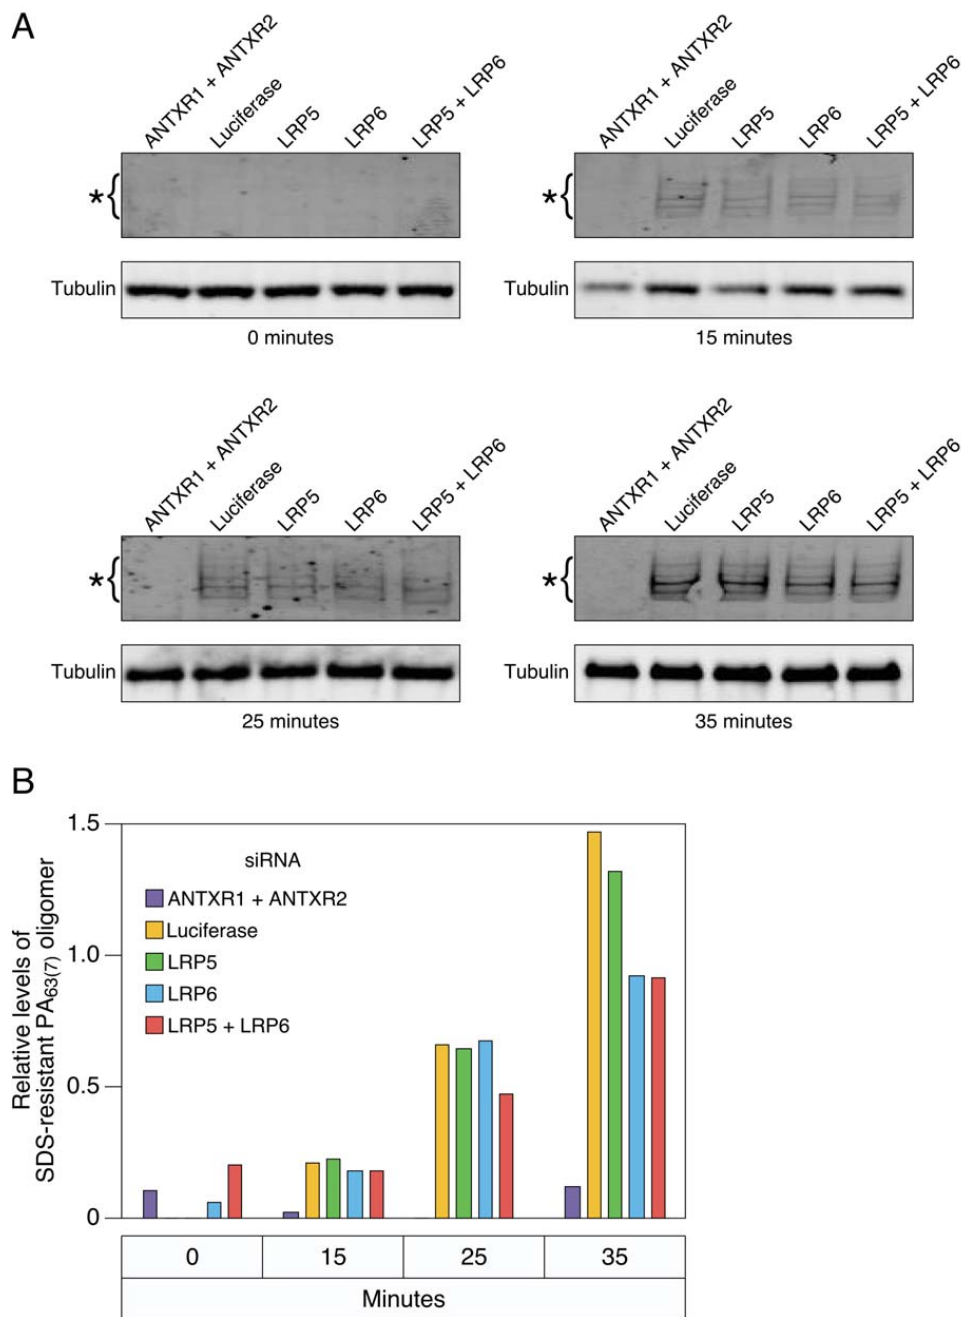 A
ANTXR1 + ANTXR2
Luciferase
LRP5
LRP6
LRP5 + LRP6
*
Tubulin
0 minutes
ANTXR1 + ANTXR2
Luciferase
LRP5
LRP6
LRP5 + LRP6
*
Tubulin
15 minutes
ANTXR1 + ANTXR2
Luciferase
LRP5
LRP6
LRP5 + LRP6
*
Tubulin
25 minutes
ANTXR1 + ANTXR2
Luciferase
LRP5
LRP6
LRP5 + LRP6
*
Tubulin
35 minutes
B
Relative levels of
SDS-resistant PA63(7) oligomer
1.5
1.0
0.5
0
siRNA
ANTXR1 + ANTXR2
Luciferase
LRP5
LRP6
LRP5 + LRP6
0 15 25 35
Minutes